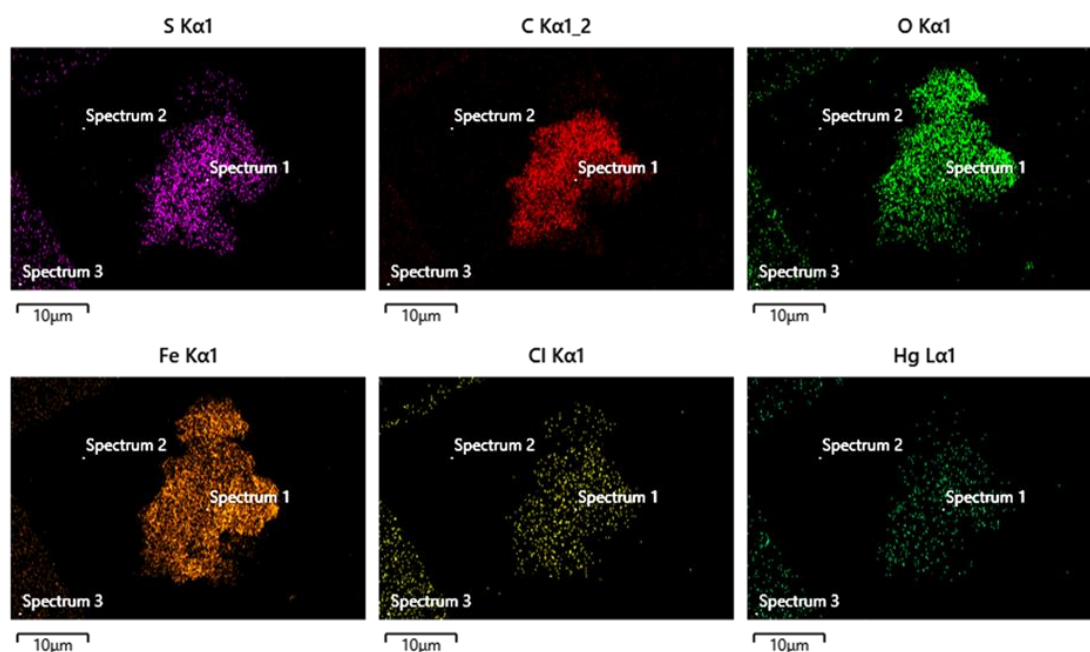 S Kα1
C Kα1_2
O Kα1
Spectrum 2
Spectrum 2
Spectrum 2
Spectrum 1
Spectrum 1
Spectrum 1
Spectrum 3
Spectrum 3
Spectrum 3
10μm
10μm
10μm
Fe Kα1
Cl Kα1
Hg Lα1
Spectrum 2
Spectrum 2
Spectrum 2
Spectrum 1
Spectrum 1
Spectrum 1
Spectrum 3
Spectrum 3
Spectrum 3
10μm
10μm
10μm